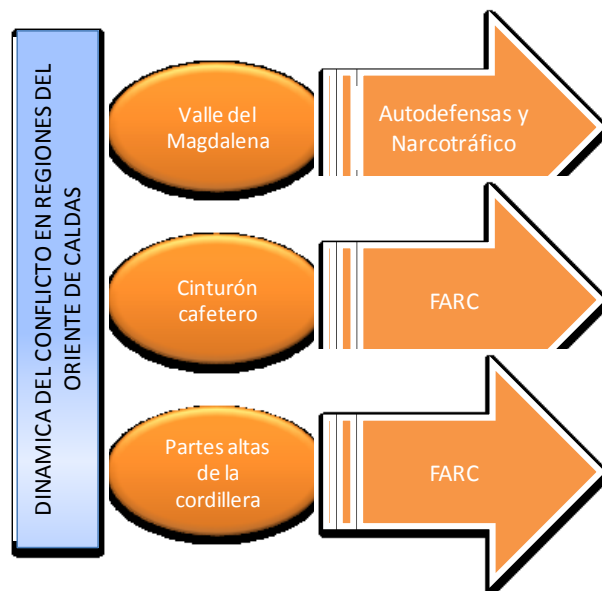 DINAMICA DEL CONFLICTO EN REGIONES DEL
ORIENTE DE CALDAS
Valle del
Magdalena
Autodefensas y
Narcotráfico
Cinturón
cafetero
FARC
Partes altas
de la
cordillera
FARC